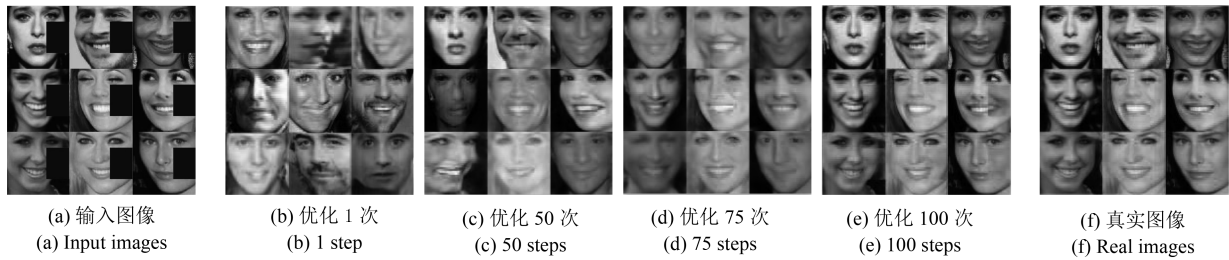 (a) 输入图像
(a) Input images
(b) 优化 1 次
(b) 1 step
(c) 优化 50 次
(c) 50 steps
(d) 优化 75 次
(d) 75 steps
(e) 优化 100 次
(e) 100 steps
(f) 真实图像
(f) Real images